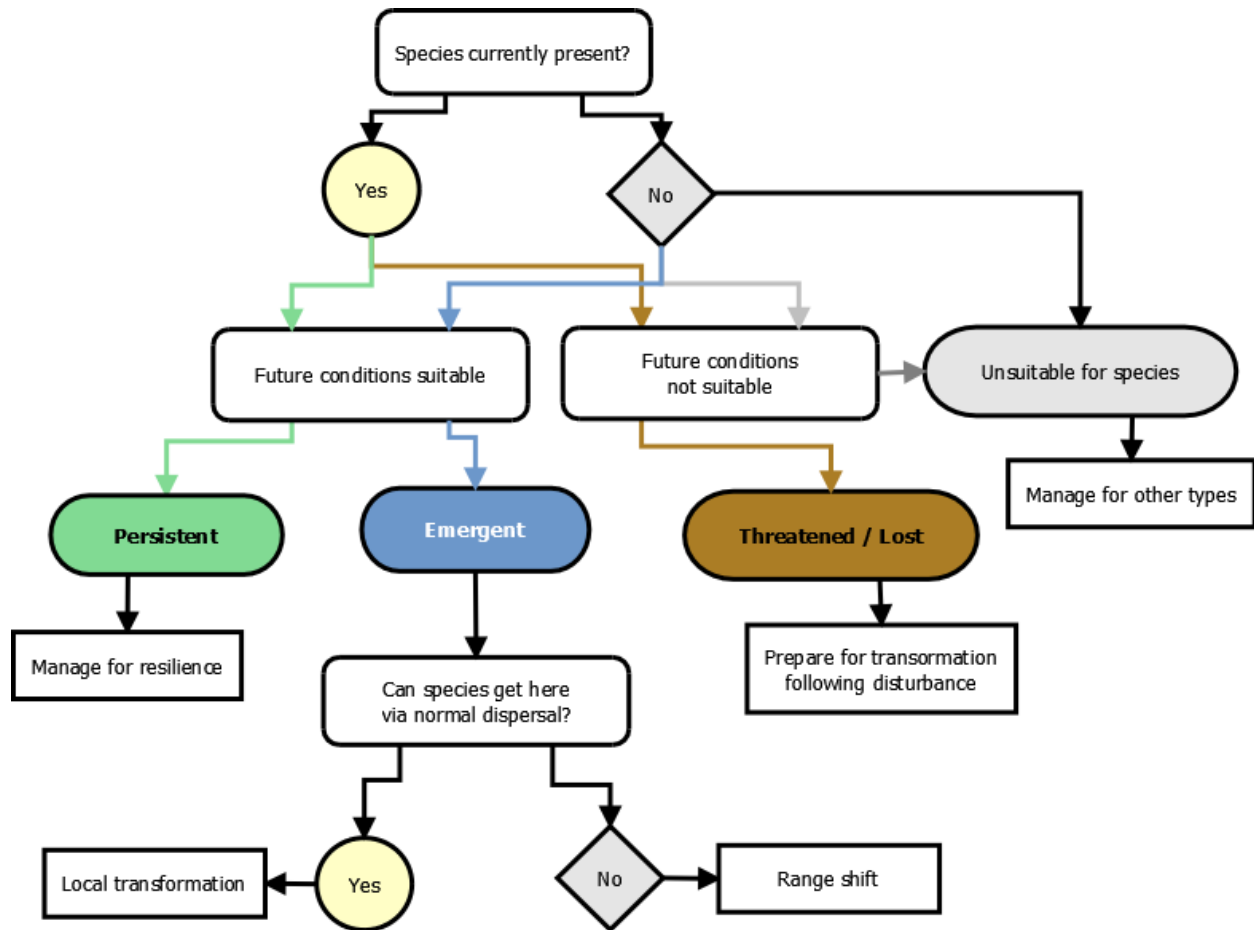 Species currently present?
Yes
No
Future conditions suitable
Future conditions
not suitable
Unsuitable for species
Manage for other types
Persistent
Emergent
Threatened / Lost
Manage for resilience
Can species get here
via normal dispersal?
Prepare for transormation
following disturbance
Local transformation
Yes
No
Range shift